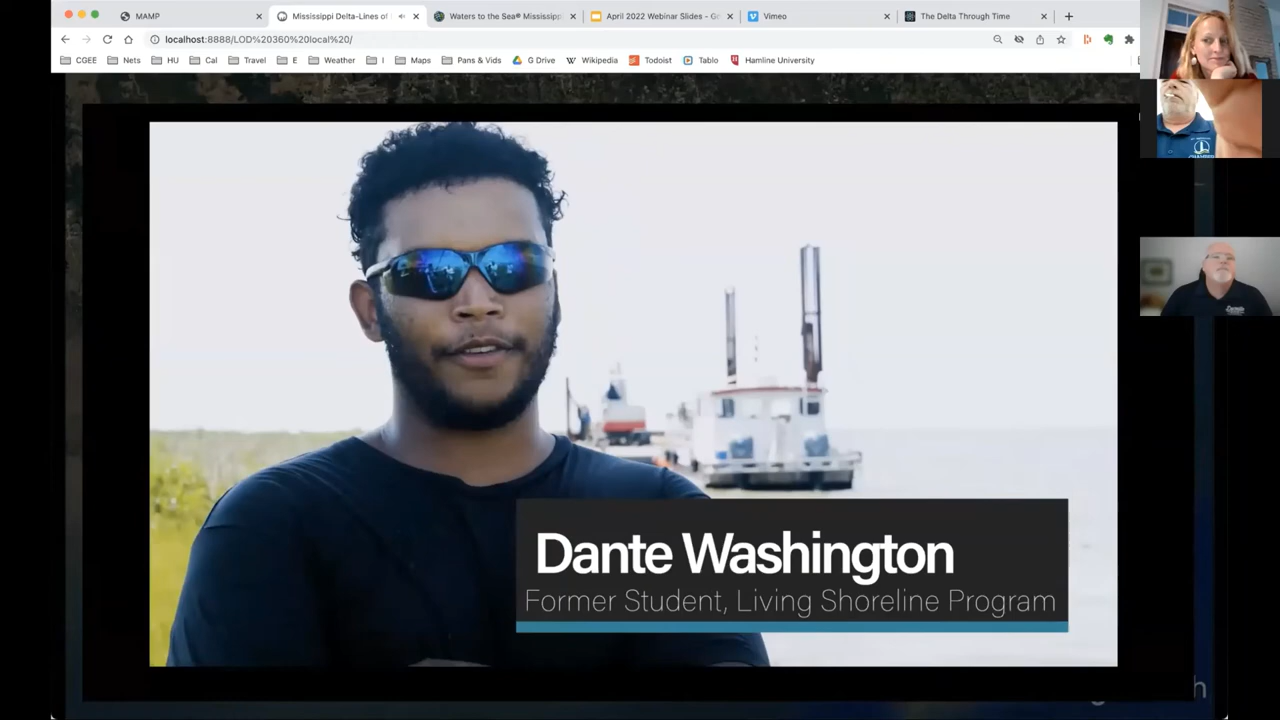 MAMP
Mississippi Delta-Lines of
Waters to the Sea® Mississippi
April 2022 Webinar Slides - G
Vimeo
The Delta Through Time
localhost:8888/LOD%20360%20local%20/
CGEE
Nets
HU
Cal
Travel
E
Weather
I
Maps
Pans & Vids
G Drive
Wikipedia
Todoist
Tablo
Hamline University
Dante Washington
Former Student, Living Shoreline Program